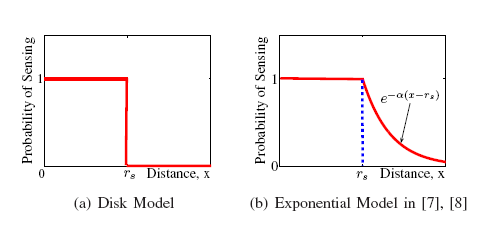 Probability of Sensing
1
0
r_s Distance, x
(a) Disk Model
Probability of Sensing
1
0
e^{-α(x-r_s)}
r_s Distance, x
(b) Exponential Model in [7], [8]